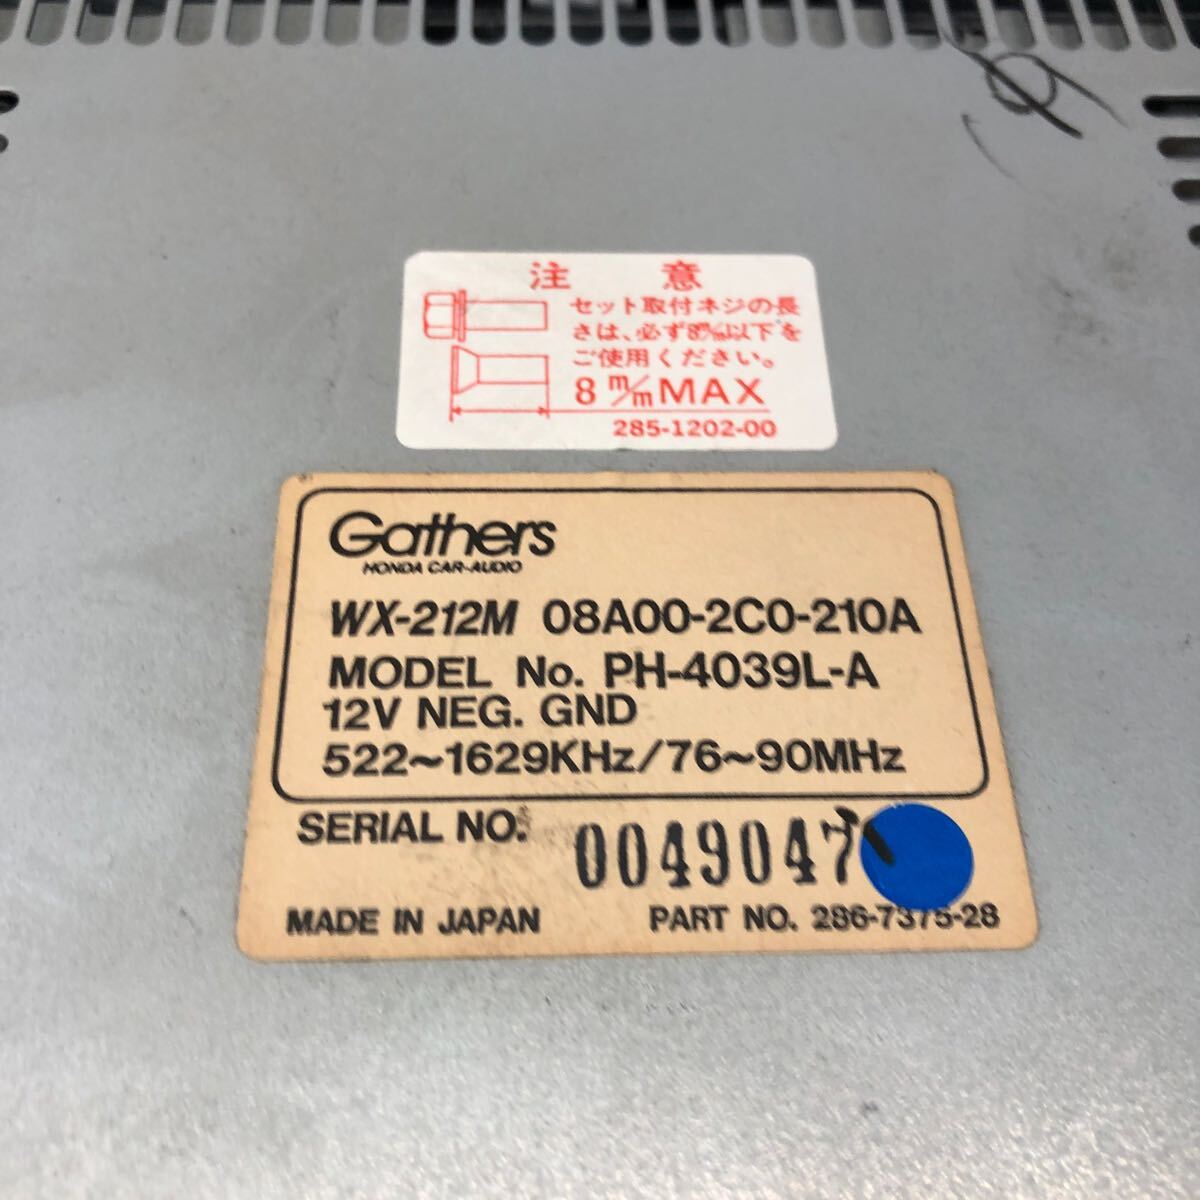 注 意
セット取付ネジの長
さは、必ず8m/m以下を
ご使用ください。
8 m/m MAX
285-1202-00
Gathers
HONDA CAR-AUDIO
WX-212M 08A00-2C0-210A
MODEL No. PH-4039L-A
12V NEG. GND
522~1629KHz/76~90MHz
SERIAL NO. 0049047
MADE IN JAPAN PART NO. 286-7375-28